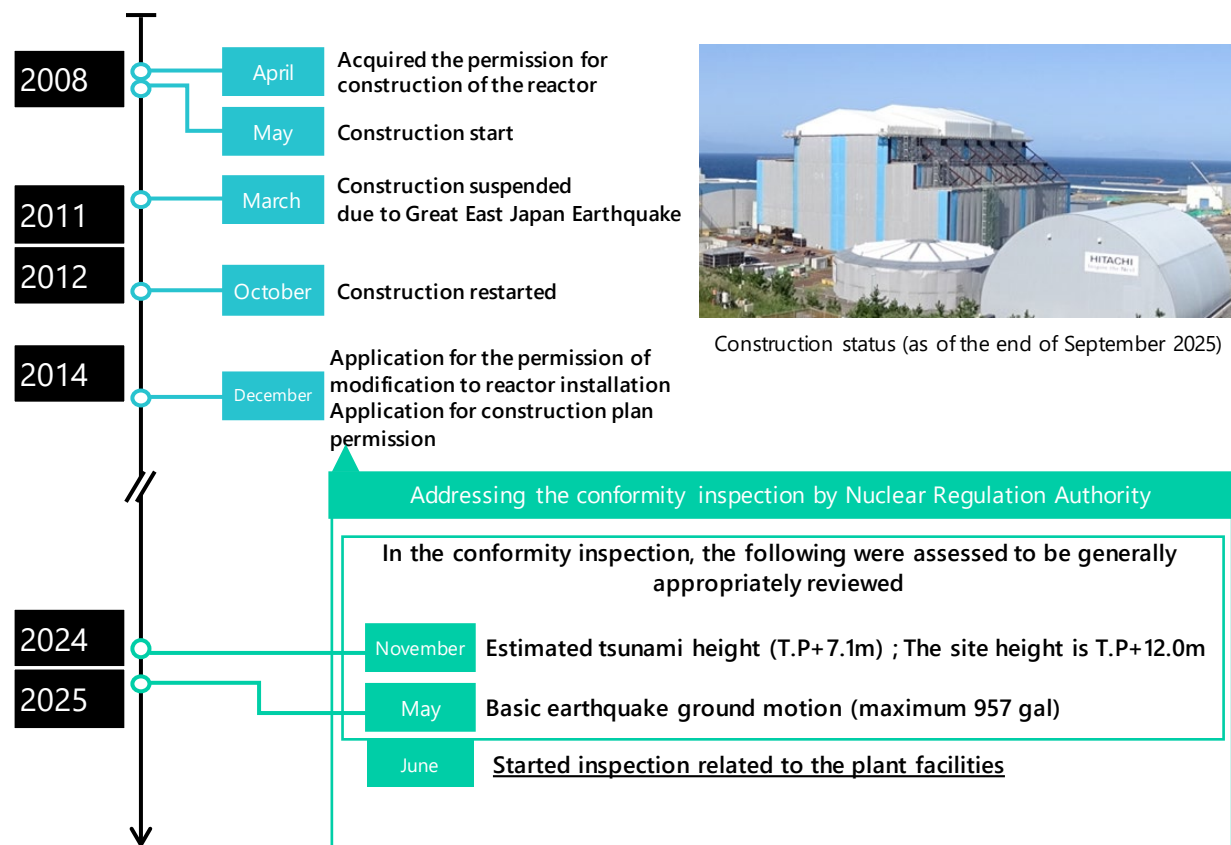 2008
April
Acquired the permission for
construction of the reactor
May
Construction start
2011
March
Construction suspended
due to Great East Japan Earthquake
2012
October
Construction restarted
2014
December
Application for the permission of
modification to reactor installation
Application for construction plan
permission
HITACHI
Inspire the Next
Construction status (as of the end of September 2025)
Addressing the conformity inspection by Nuclear Regulation Authority
In the conformity inspection, the following were assessed to be generally
appropriately reviewed
2024
November
Estimated tsunami height (T.P+7.1m) ; The site height is T.P+12.0m
2025
May
Basic earthquake ground motion (maximum 957 gal)
June
Started inspection related to the plant facilities